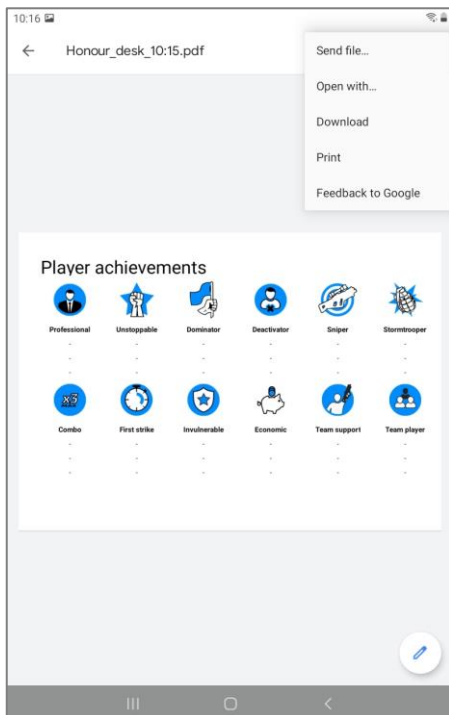 10:16
Honour_desk_10:15.pdf
Send file...
Open with...
Download
Print
Feedback to Google
Player achievements
Professional Unstoppable Dominator Deactivator Sniper Stormtrooper
- - - - - -
- - - - - -
- - - - - -
x5
Combo First strike Invulnerable Economic Team support Team player
- - - - - -
- - - - - -
- - - - - -